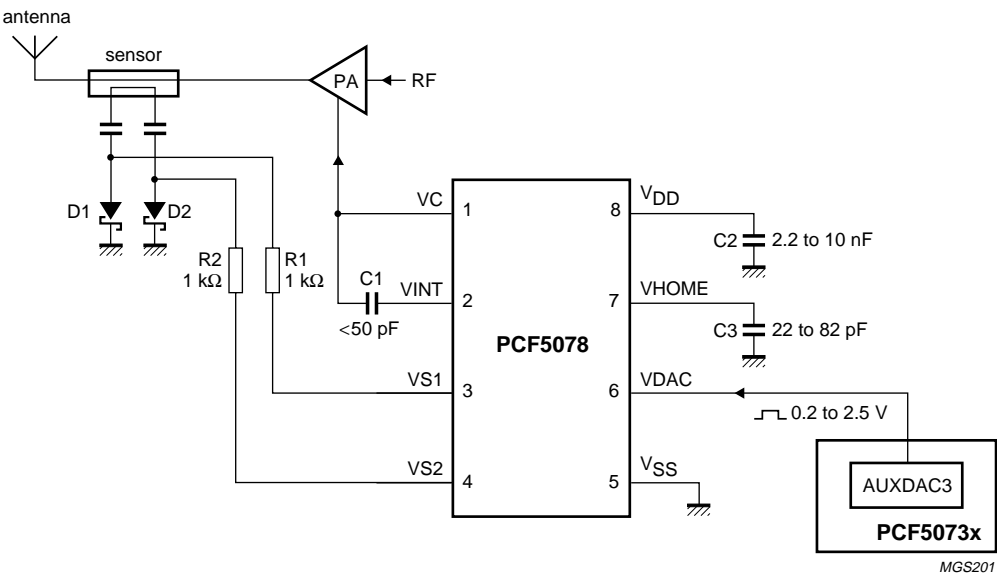 antenna
sensor
PA
RF
D1
D2
R2
1 kΩ
R1
1 kΩ
C1
<50 pF
VC
1
VINT
2
VS1
3
VS2
4
PCF5078
8
VDD
C2
2.2 to 10 nF
7
VHOME
C3
22 to 82 pF
6
VDAC
0.2 to 2.5 V
5
VSS
AUXDAC3
PCF5073x
MGS201